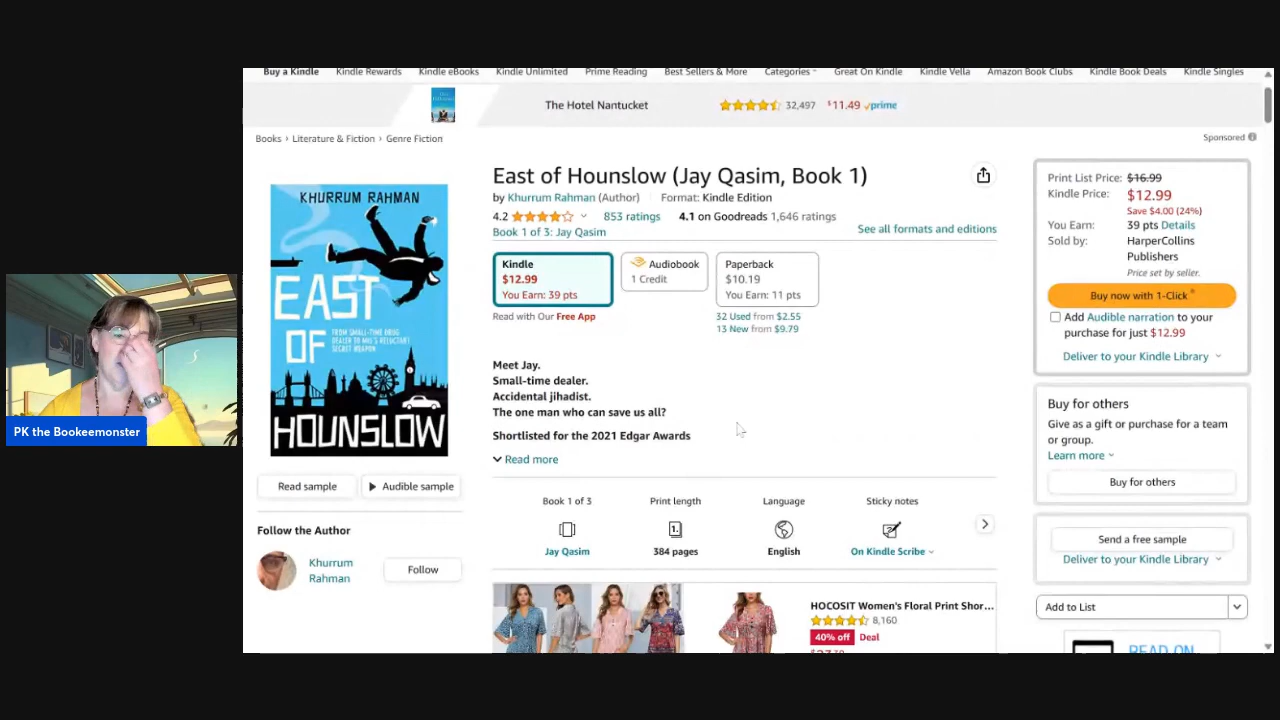 Buy a Kindle Kindle Rewards Kindle eBooks Kindle Unlimited Prime Reading Best Sellers & More Categories Great On Kindle Kindle Vella Amazon Book Clubs Kindle Book Deals Kindle Singles
The Hotel Nantucket 32,497 $11.49 prime
Books › Literature & Fiction › Genre Fiction
Sponsored
KHURRUM RAHMAN
EAST
OF
FROM SMALL-TIME DRUG
DEALER TO MI5'S RELUCTANT
SECRET WEAPON
HOUNSLOW
Read sample
Audible sample
Follow the Author
Khurrum
Rahman
Follow
East of Hounslow (Jay Qasim, Book 1)
by Khurrum Rahman (Author) Format: Kindle Edition
4.2 853 ratings 4.1 on Goodreads 1,646 ratings
Book 1 of 3: Jay Qasim
See all formats and editions
Kindle
$12.99
You Earn: 39 pts
Audiobook
1 Credit
Paperback
$10.19
You Earn: 11 pts
Read with Our Free App
32 Used from $2.55
13 New from $9.79
Meet Jay.
Small-time dealer.
Accidental jihadist.
The one man who can save us all?
Shortlisted for the 2021 Edgar Awards
Read more
Book 1 of 3
Jay Qasim
Print length
1.
384 pages
Language
English
Sticky notes
On Kindle Scribe
HOCOSIT Women's Floral Print Shor...
8,160
40% off Deal
Print List Price: $16.99
Kindle Price: $12.99
Save $4.00 (24%)
You Earn: 39 pts Details
Sold by: HarperCollins
Publishers
Price set by seller.
Buy now with 1-Click ®
Add Audible narration to your
purchase for just $12.99
Deliver to your Kindle Library
Buy for others
Give as a gift or purchase for a team
or group.
Learn more
Buy for others
Send a free sample
Deliver to your Kindle Library
Add to List
READ ON
PK the Bookeemonster